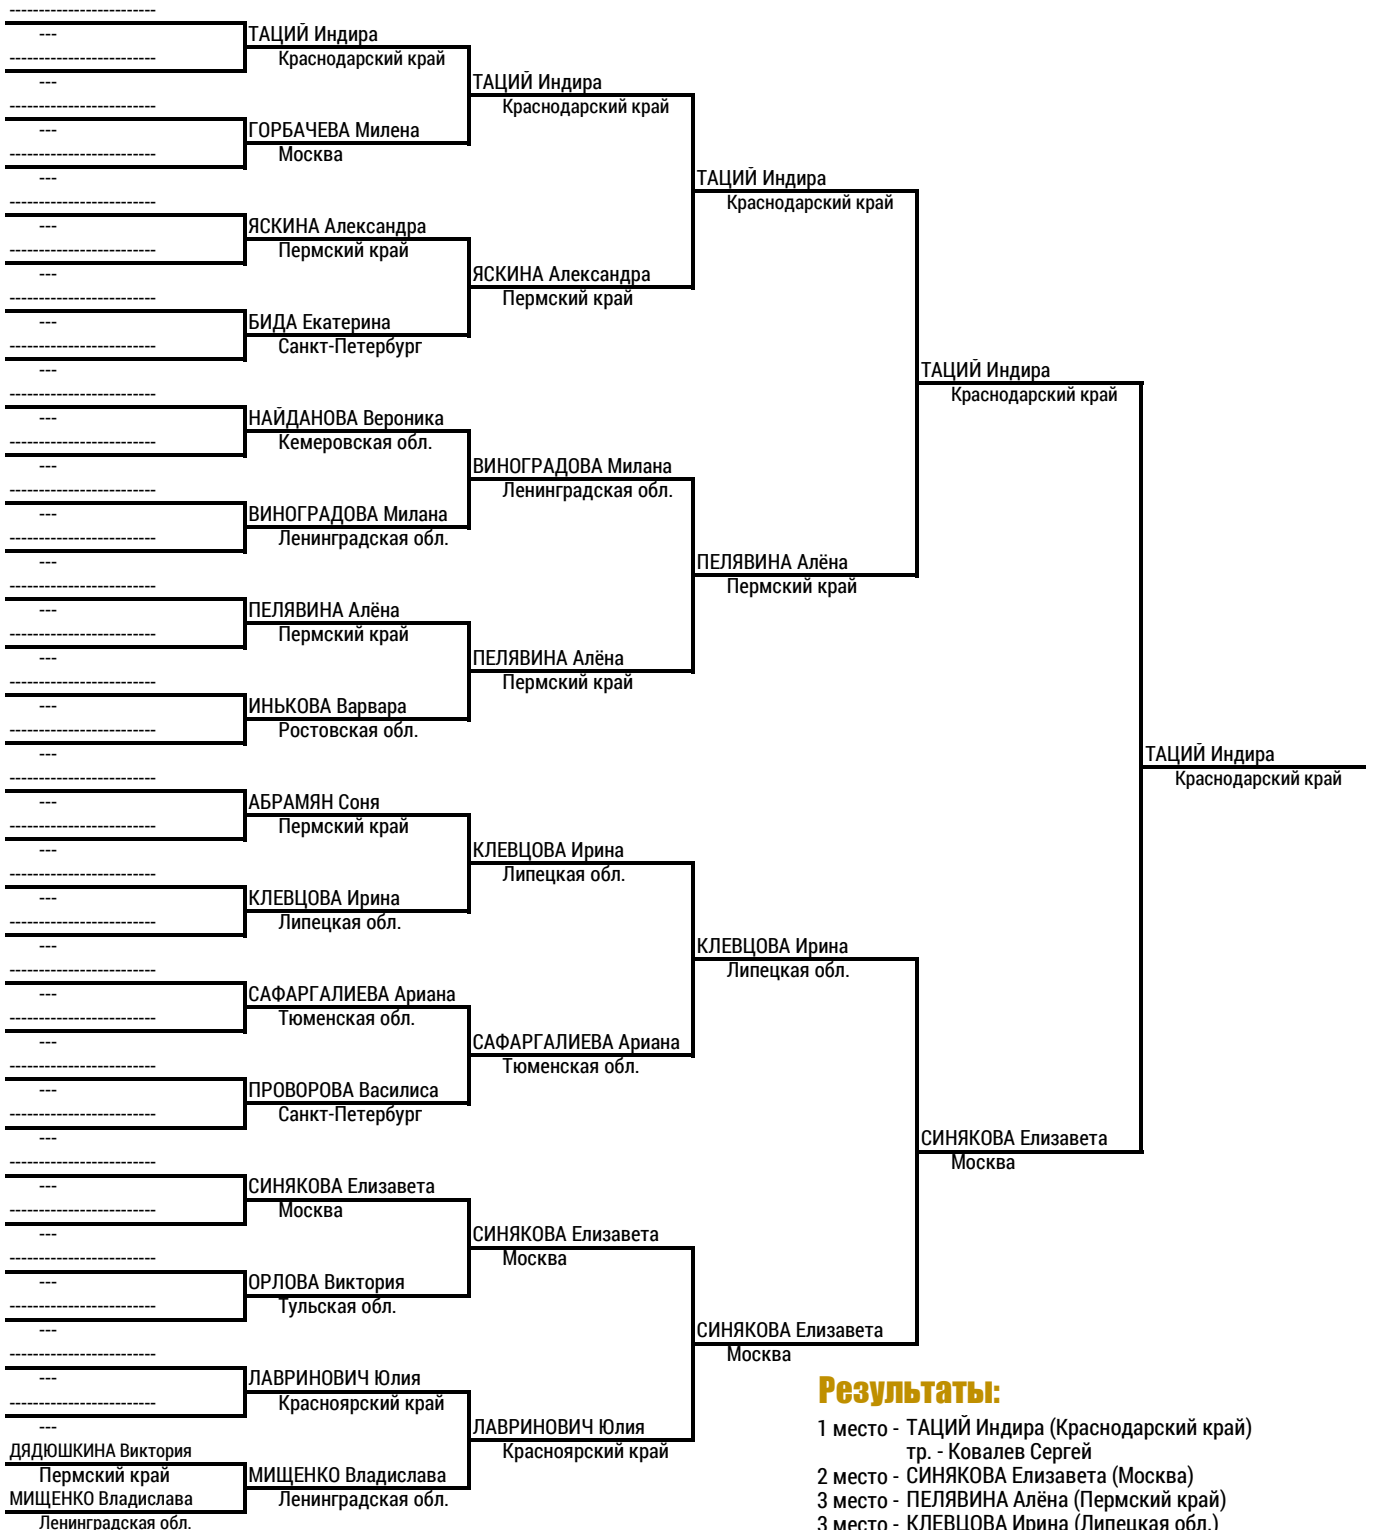 -------------------------
---
-------------------------
---
-------------------------
---
-------------------------
---
-------------------------
---
-------------------------
---
-------------------------
---
-------------------------
---
-------------------------
---
-------------------------
---
-------------------------
---
-------------------------
---
-------------------------
---
-------------------------
---
-------------------------
---
-------------------------
---
-------------------------
---
-------------------------
---
-------------------------
---
-------------------------
---
-------------------------
---
-------------------------
---
-------------------------
---
-------------------------
---
-------------------------
---
-------------------------
---
-------------------------
---
-------------------------
---
-------------------------
---
-------------------------
---
ДЯДЮШКИНА Виктория
Пермский край
МИЩЕНКО Владислава
Ленинградская обл.
ТАЦИЙ Индира
Краснодарский край
ГОРБАЧЕВА Милена
Москва
ЯСКИНА Александра
Пермский край
БИДА Екатерина
Санкт-Петербург
НАЙДАНОВА Вероника
Кемеровская обл.
ВИНОГРАДОВА Милана
Ленинградская обл.
ПЕЛЯВИНА Алёна
Пермский край
ИНЬКОВА Варвара
Ростовская обл.
АБРАМЯН Соня
Пермский край
КЛЕВЦОВА Ирина
Липецкая обл.
САФАРГАЛИЕВА Ариана
Тюменская обл.
ПРОВОРОВА Василиса
Санкт-Петербург
СИНЯКОВА Елизавета
Москва
ОРЛОВА Виктория
Тульская обл.
ЛАВРИНОВИЧ Юлия
Красноярский край
МИЩЕНКО Владислава
Ленинградская обл.
ТАЦИЙ Индира
Краснодарский край
ЯСКИНА Александра
Пермский край
ВИНОГРАДОВА Милана
Ленинградская обл.
ПЕЛЯВИНА Алёна
Пермский край
КЛЕВЦОВА Ирина
Липецкая обл.
САФАРГАЛИЕВА Ариана
Тюменская обл.
СИНЯКОВА Елизавета
Москва
ЛАВРИНОВИЧ Юлия
Красноярский край
ТАЦИЙ Индира
Краснодарский край
ПЕЛЯВИНА Алёна
Пермский край
КЛЕВЦОВА Ирина
Липецкая обл.
СИНЯКОВА Елизавета
Москва
ТАЦИЙ Индира
Краснодарский край
СИНЯКОВА Елизавета
Москва
ТАЦИЙ Индира
Краснодарский край
Результаты:
1 место - ТАЦИЙ Индира (Краснодарский край)
тр. - Ковалев Сергей
2 место - СИНЯКОВА Елизавета (Москва)
3 место - ПЕЛЯВИНА Алёна (Пермский край)
3 место - КЛЕВЦОВА Ирина (Липецкая обл.)